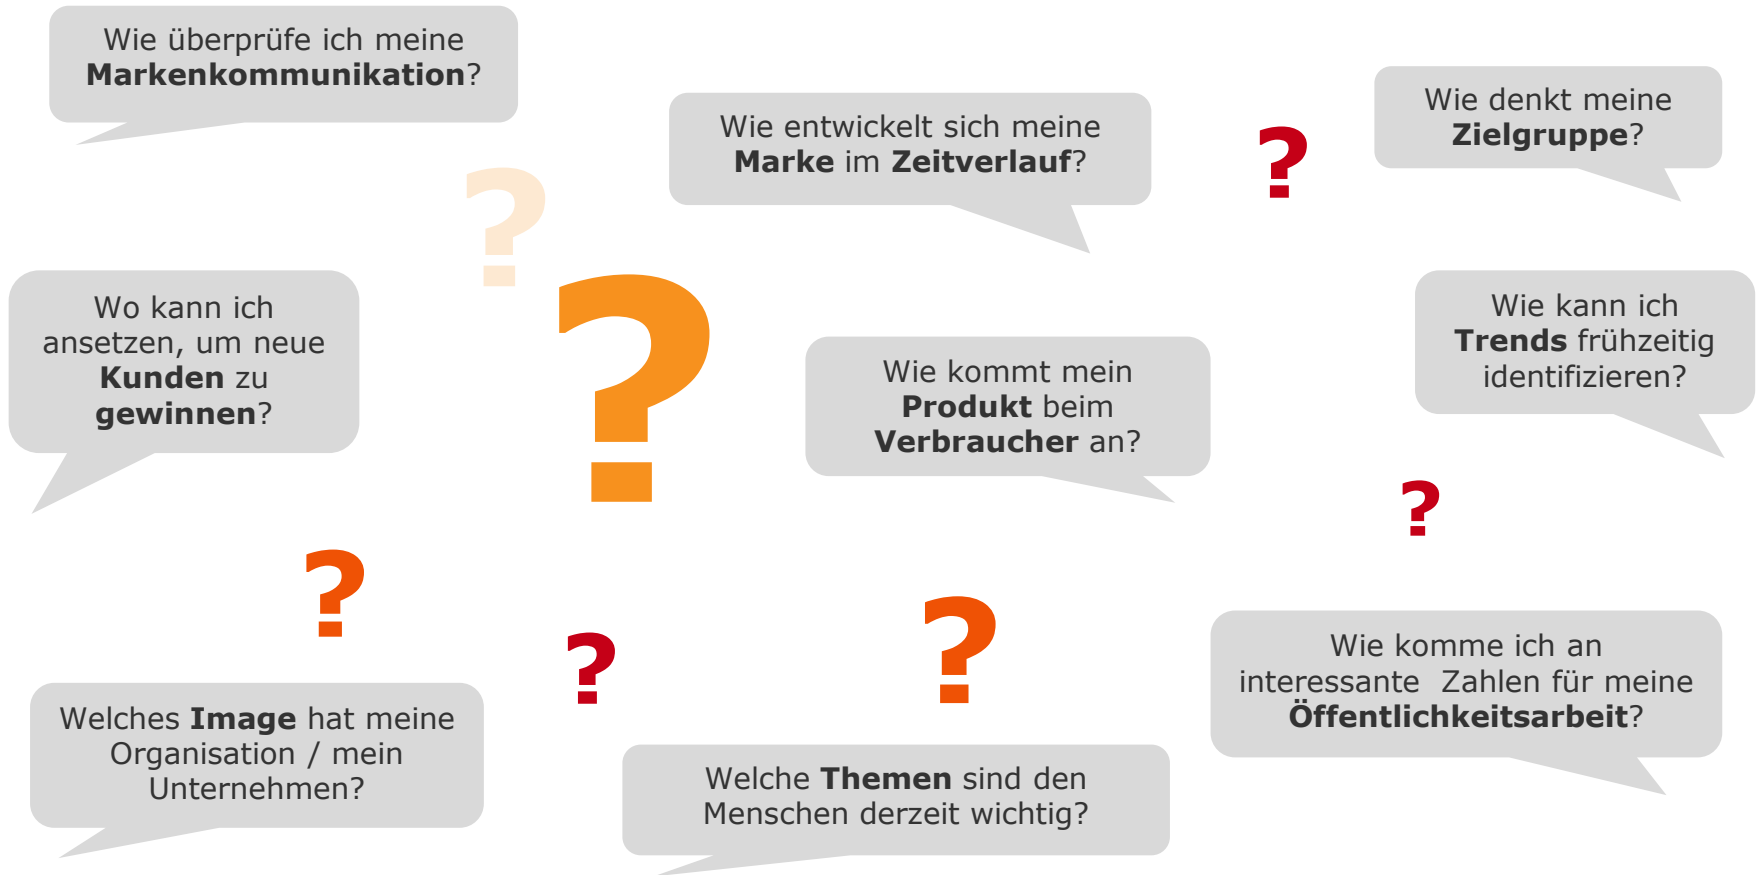 Wie überprüfe ich meine
Markenkommunikation?
Wie entwickelt sich meine
Marke im Zeitverlauf?
?
Wie denkt meine
Zielgruppe?
?
Wo kann ich
ansetzen, um neue
Kunden zu
gewinnen?
?
Wie kommt mein
Produkt beim
Verbraucher an?
Wie kann ich
Trends frühzeitig
identifizieren?
?
?
?
?
Welches Image hat meine
Organisation / mein
Unternehmen?
Welche Themen sind den
Menschen derzeit wichtig?
Wie komme ich an
interessante  Zahlen für meine
Öffentlichkeitsarbeit?